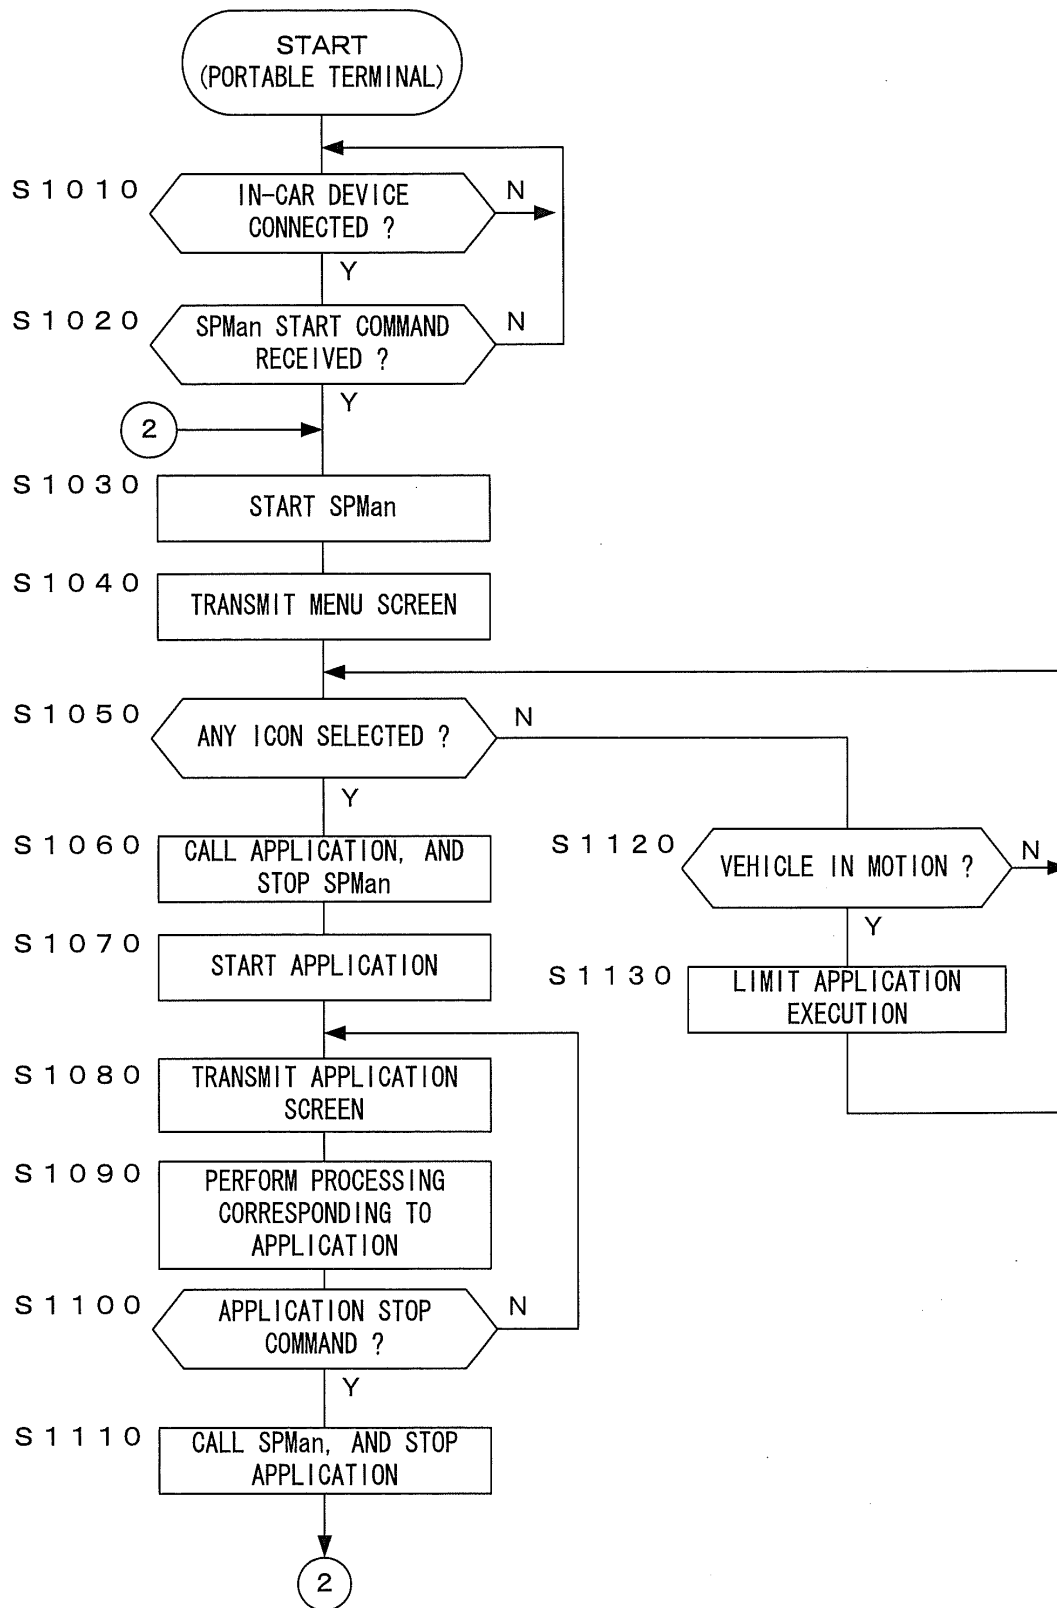 START
(PORTABLE TERMINAL)
S1010
IN-CAR DEVICE
CONNECTED ?
N
Y
S1020
SPMan START COMMAND
RECEIVED ?
N
Y
2
S1030
START SPMan
S1040
TRANSMIT MENU SCREEN
S1050
ANY ICON SELECTED ?
N
Y
S1060
CALL APPLICATION, AND
STOP SPMan
S1120
VEHICLE IN MOTION ?
N
Y
S1070
START APPLICATION
S1130
LIMIT APPLICATION
EXECUTION
S1080
TRANSMIT APPLICATION
SCREEN
S1090
PERFORM PROCESSING
CORRESPONDING TO
APPLICATION
S1100
APPLICATION STOP
COMMAND ?
N
Y
S1110
CALL SPMan, AND STOP
APPLICATION
2